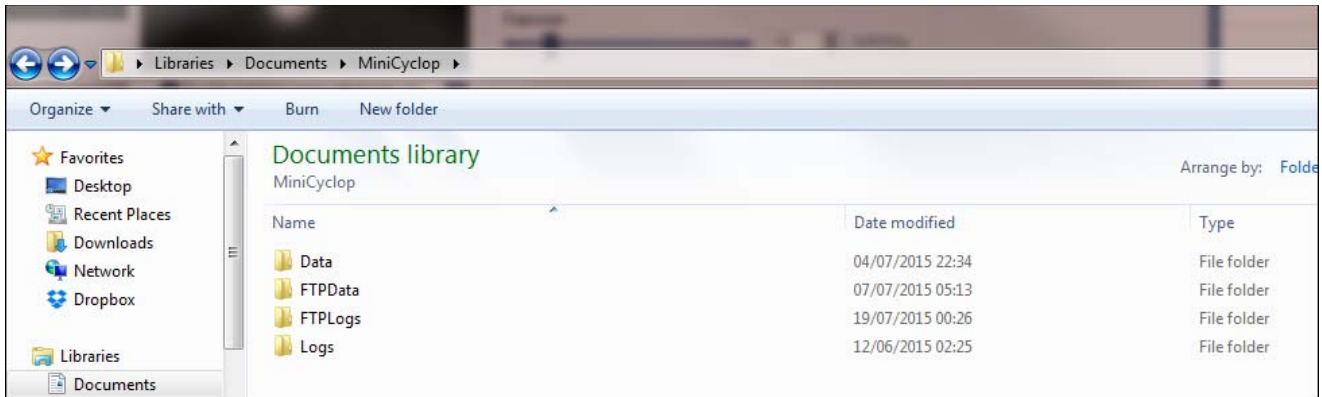 Libraries Documents MiniCyclop
Organize Share with Burn New folder
Favorites
Desktop
Recent Places
Downloads
Network
Dropbox
Libraries
Documents
Documents library
MiniCyclop
Arrange by: Folde
Name Date modified Type
Data 04/07/2015 22:34 File folder
FTPData 07/07/2015 05:13 File folder
FTPLogs 19/07/2015 00:26 File folder
Logs 12/06/2015 02:25 File folder